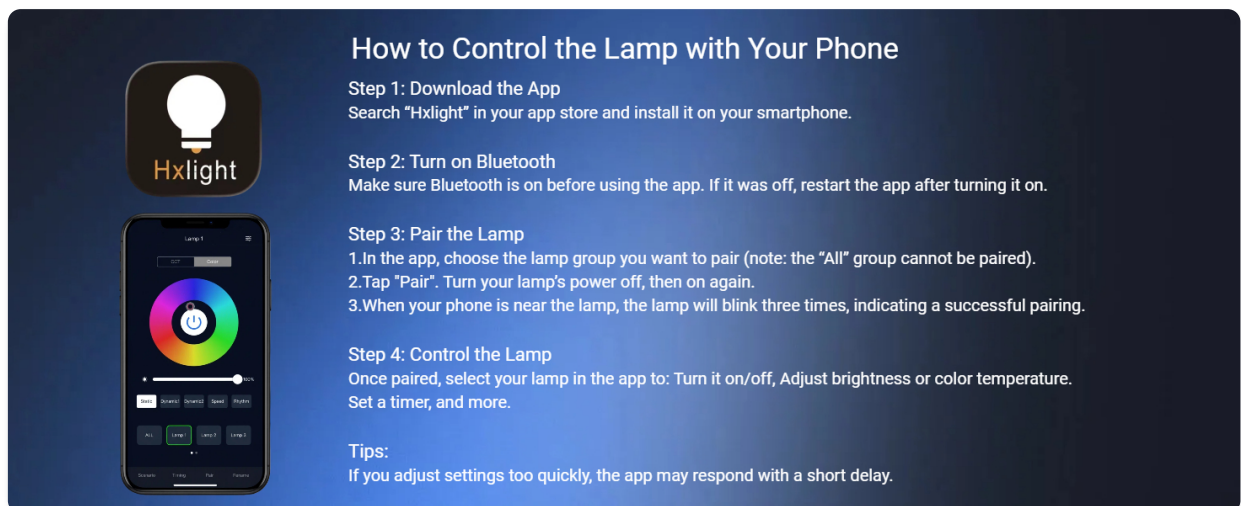 How to Control the Lamp with Your Phone
Step 1: Download the App
Search “Hxlight” in your app store and install it on your smartphone.
Step 2: Turn on Bluetooth
Make sure Bluetooth is on before using the app. If it was off, restart the app after turning it on.
Step 3: Pair the Lamp
1.In the app, choose the lamp group you want to pair (note: the “All” group cannot be paired).
2.Tap "Pair". Turn your lamp’s power off, then on again.
3.When your phone is near the lamp, the lamp will blink three times, indicating a successful pairing.
Step 4: Control the Lamp
Once paired, select your lamp in the app to: Turn it on/off, Adjust brightness or color temperature.
Set a timer, and more.
Tips:
If you adjust settings too quickly, the app may respond with a short delay.
Hxlight
Lamp 1
CCT Color
100%
Static Dynamic1 Dynamic2 Speed Rhythm
ALL Lamp 1 Lamp 2 Lamp 3
Scenario Timing Pair Rename